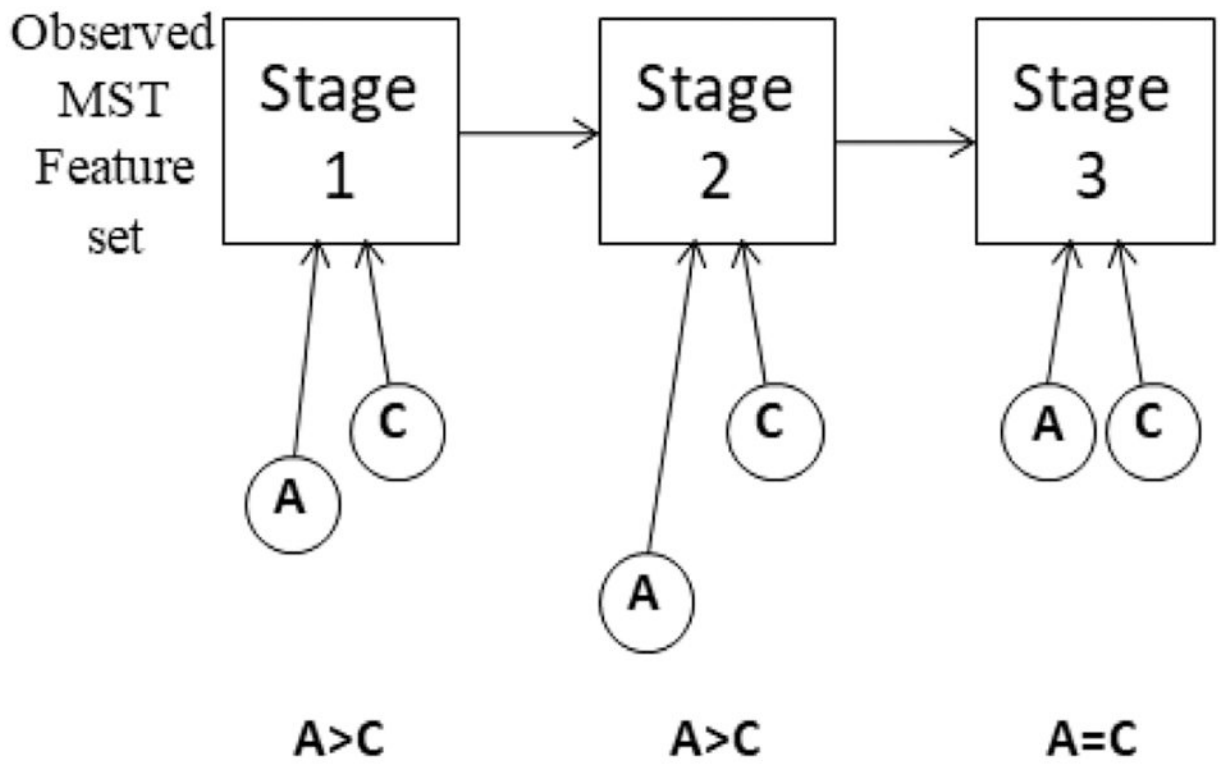 Observed
MST
Feature
set
Stage
1
Stage
2
Stage
3
A
C
A
C
A
C
A>C
A>C
A=C